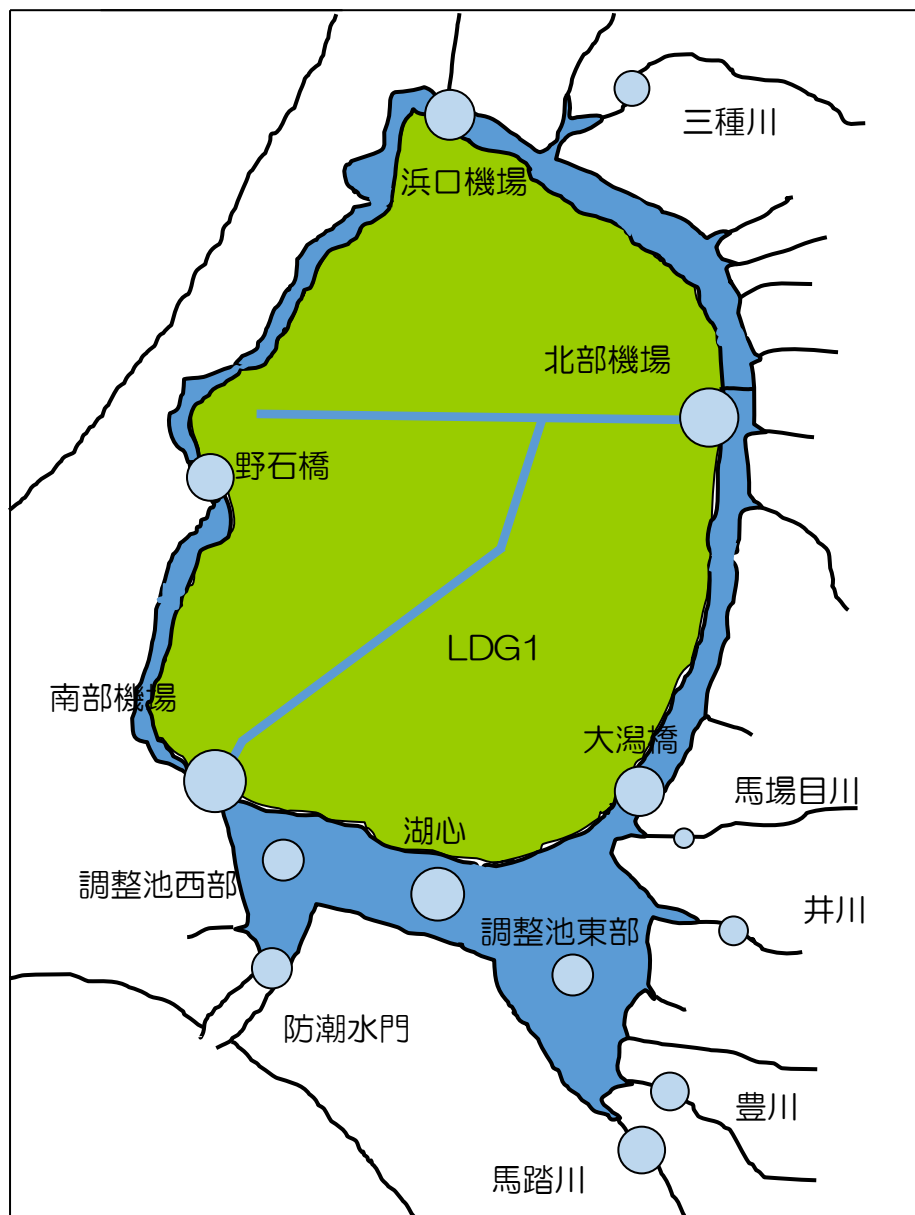 三種川
浜口機場
北部機場
野石橋
LDG1
南部機場
大潟橋
馬場目川
湖心
調整池西部
井川
調整池東部
防潮水門
豊川
馬踏川